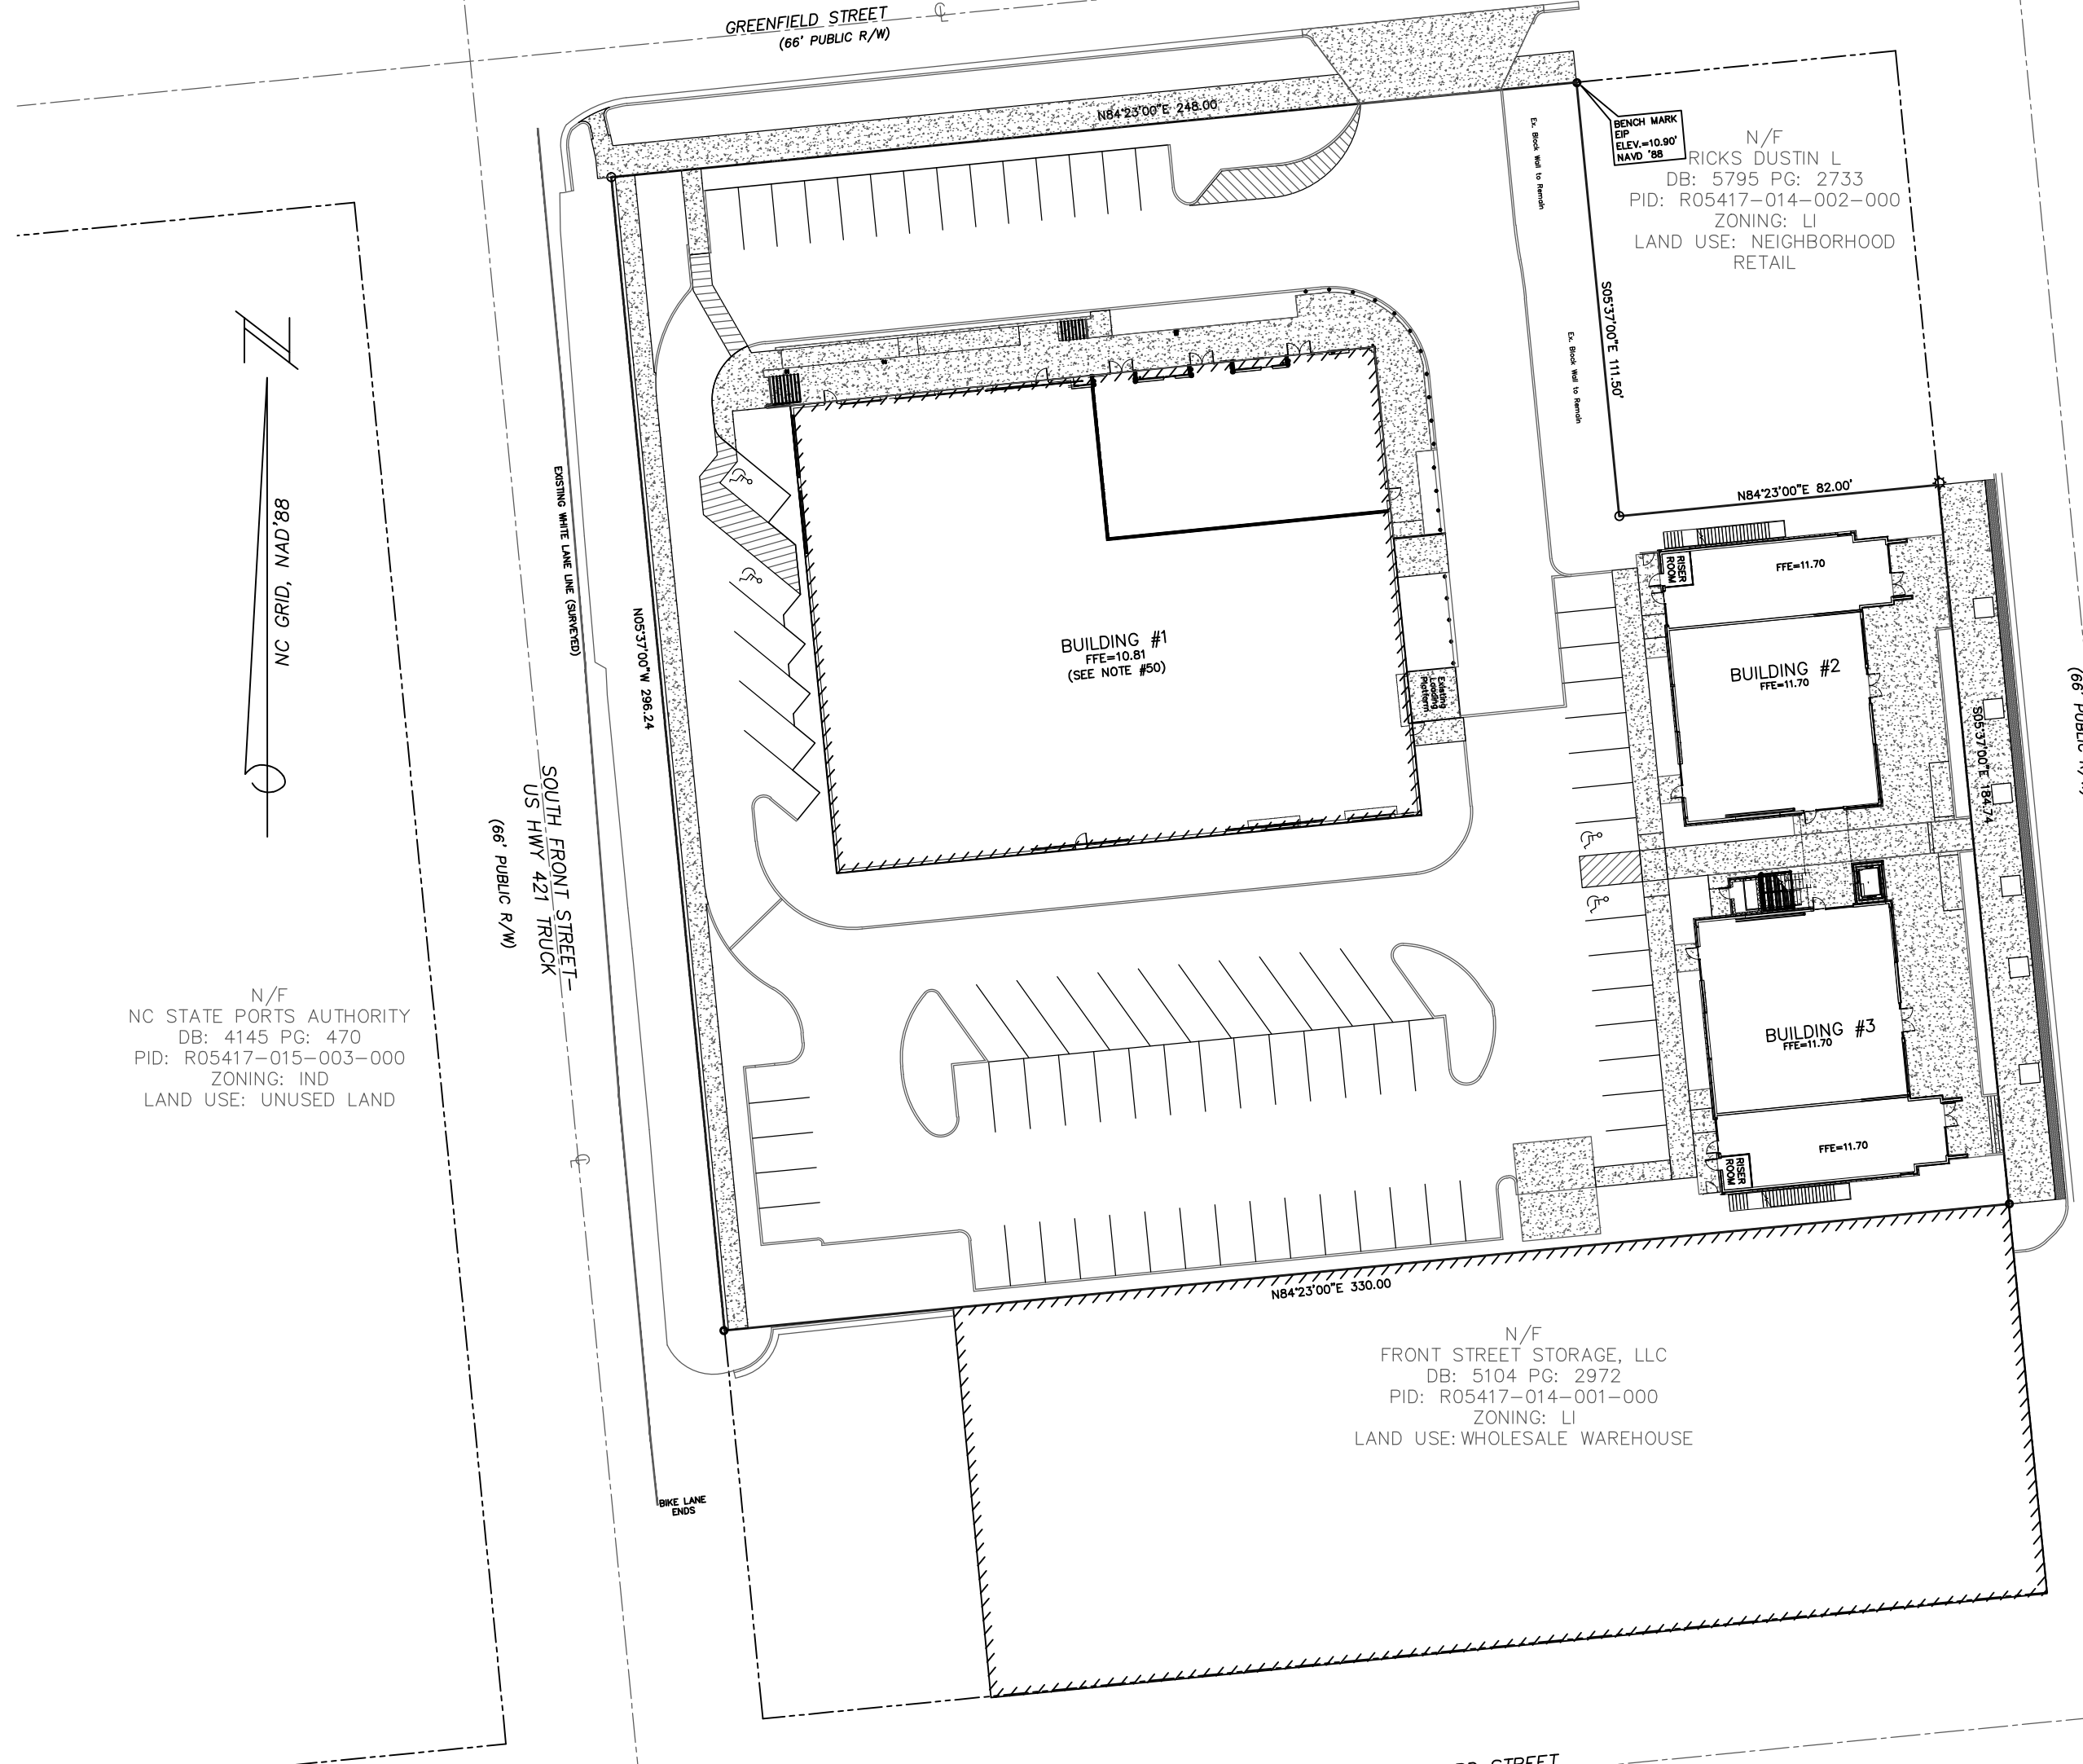 GREENFIELD STREET
(66' PUBLIC R/W)
N84°23'00"E 248.00
BENCH MARK
EIP
ELEV.=10.90'
NAVD '88
N/F
RICKS DUSTIN L
DB: 5795 PG: 2733
PID: R05417-014-002-000
ZONING: LI
LAND USE: NEIGHBORHOOD
RETAIL
Ex. Block Wall to Remain
Ex. Block Wall to Remain
S05°37'00"E 111.50'
N84°23'00"E 82.00'
NC GRID, NAD'88
EXISTING WHITE LANE LINE (SURVEYED)
N05°37'00"W 296.24
SOUTH FRONT STREET-
US HWY 421 TRUCK
(66' PUBLIC R/W)
BUILDING #1
FFE=10.81
(SEE NOTE #50)
Existing
Loading
Platform
RISER
ROOM
FFE=11.70
BUILDING #2
FFE=11.70
S05°37'00"E 184.74
(66' PUBLIC R/W)
BUILDING #3
FFE=11.70
FFE=11.70
RISER
ROOM
N/F
NC STATE PORTS AUTHORITY
DB: 4145 PG: 470
PID: R05417-015-003-000
ZONING: IND
LAND USE: UNUSED LAND
N84°23'00"E 330.00
N/F
FRONT STREET STORAGE, LLC
DB: 5104 PG: 2972
PID: R05417-014-001-000
ZONING: LI
LAND USE: WHOLESALE WAREHOUSE
BIKE LANE
ENDS
STREET